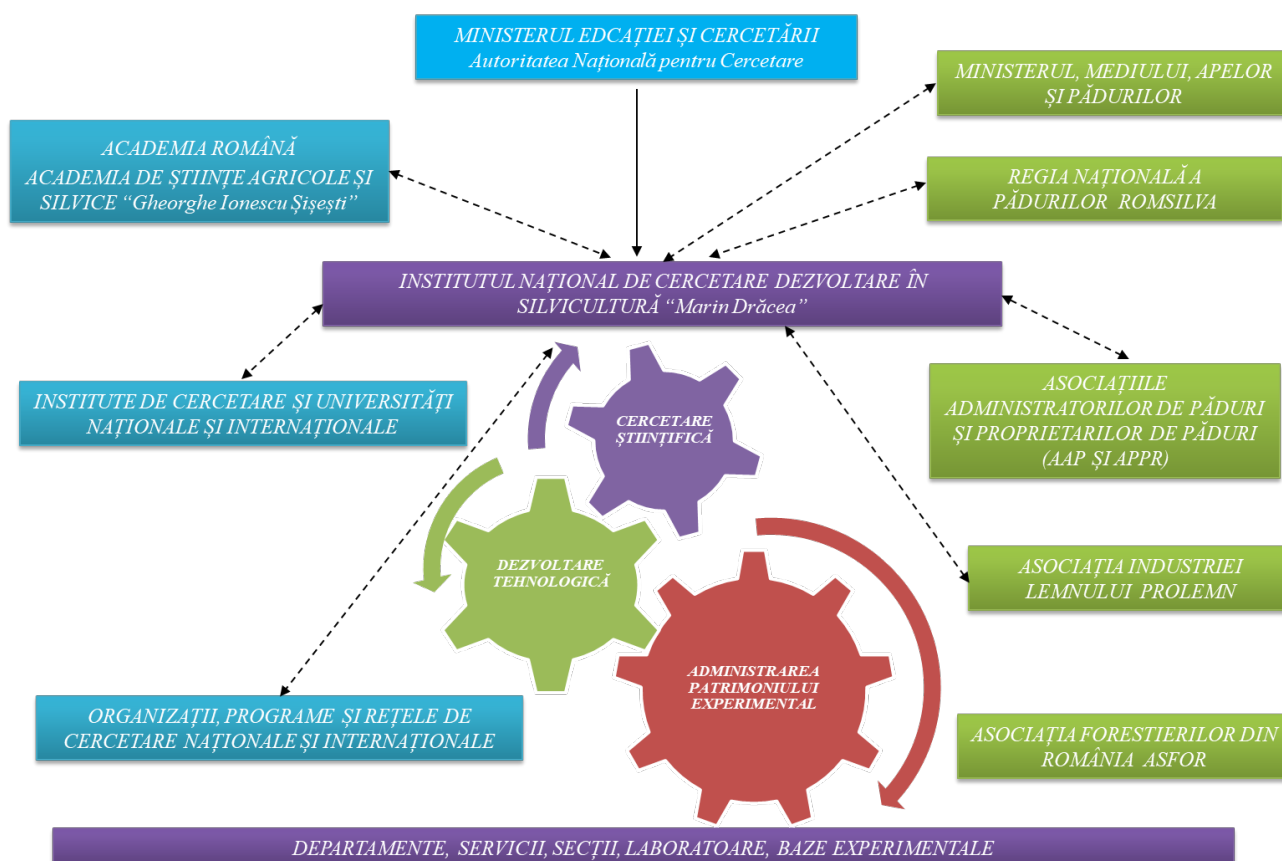 MINISTERUL EDCAȚIEI ȘI CERCETĂRII
Autoritatea Națională pentru Cercetare
MINISTERUL, MEDIULUI, APELOR
ȘI PĂDURILOR
ACADEMIA ROMÂNĂ
ACADEMIA DE ȘTIINȚE AGRICOLE ȘI
SILVICE “Gheorghe Ionescu Șișești”
REGIA NAȚIONALĂ A
PĂDURILOR ROMSILVA
INSTITUTUL NAȚIONAL DE CERCETARE DEZVOLTARE ÎN
SILVICULTURĂ “Marin Drăcea”
INSTITUTE DE CERCETARE ȘI UNIVERSITĂȚI
NAȚIONALE ȘI INTERNAȚIONALE
ASOCIAȚIILE
ADMINISTRATORILOR DE PĂDURI
ȘI PROPRIETARILOR DE PĂDURI
(AAP ȘI APPR)
CERCETARE
ȘTIINȚIFICĂ
DEZVOLTARE
TEHNOLOGICĂ
ASOCIAȚIA INDUSTRIEI
LEMNULUI PROLEMN
ADMINISTRAREA
PATRIMONIULUI
EXPERIMENTAL
ORGANIZAȚII, PROGRAME ȘI REȚELE DE
CERCETARE NAȚIONALE ȘI INTERNAȚIONALE
ASOCIAȚIA FORESTIERILOR DIN
ROMÂNIA ASFOR
DEPARTAMENTE, SERVICII, SECȚII, LABORATOARE, BAZE EXPERIMENTALE